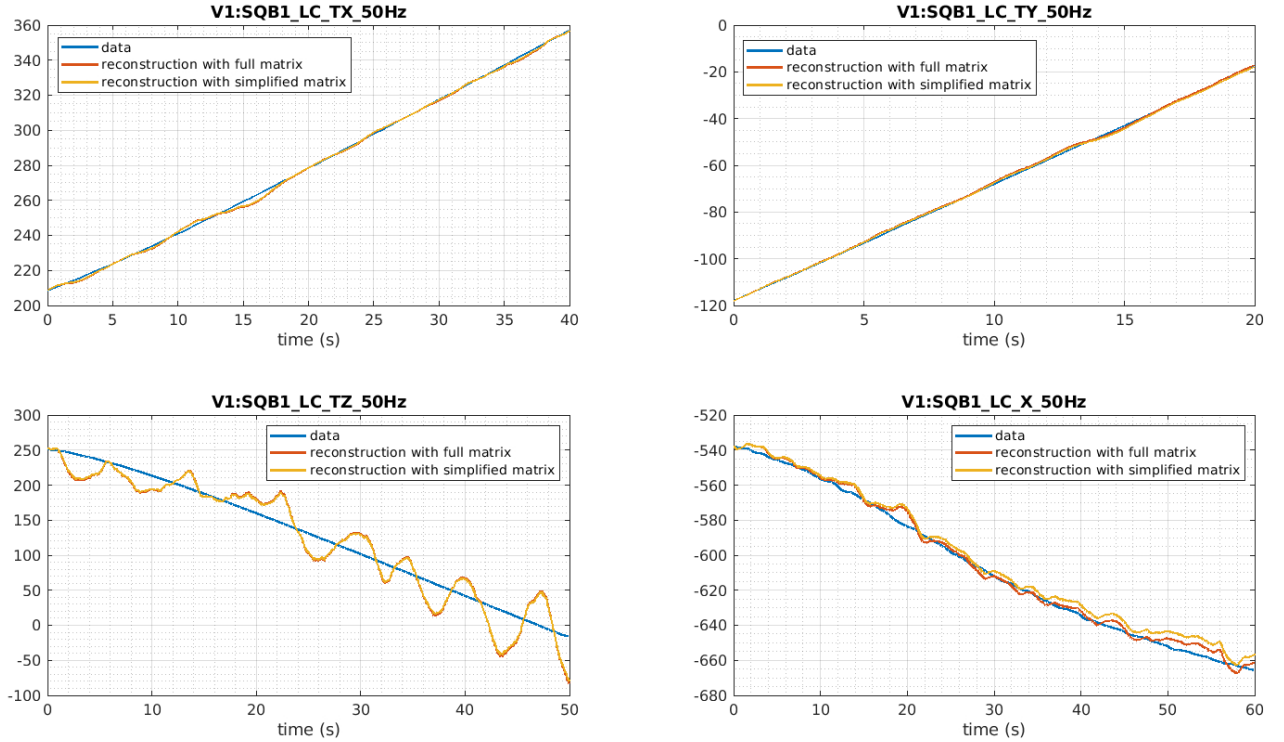 V1:SQB1_LC_TX_50Hz
360
340
320
300
280
260
240
220
200
data
reconstruction with full matrix
reconstruction with simplified matrix
0 5 10 15 20 25 30 35 40
time (s)
V1:SQB1_LC_TY_50Hz
0
-20
-40
-60
-80
-100
-120
data
reconstruction with full matrix
reconstruction with simplified matrix
0 5 10 15 20
time (s)
V1:SQB1_LC_TZ_50Hz
300
250
200
150
100
50
0
-50
-100
data
reconstruction with full matrix
reconstruction with simplified matrix
0 10 20 30 40 50
time (s)
V1:SQB1_LC_X_50Hz
-520
-540
-560
-580
-600
-620
-640
-660
-680
data
reconstruction with full matrix
reconstruction with simplified matrix
0 10 20 30 40 50 60
time (s)